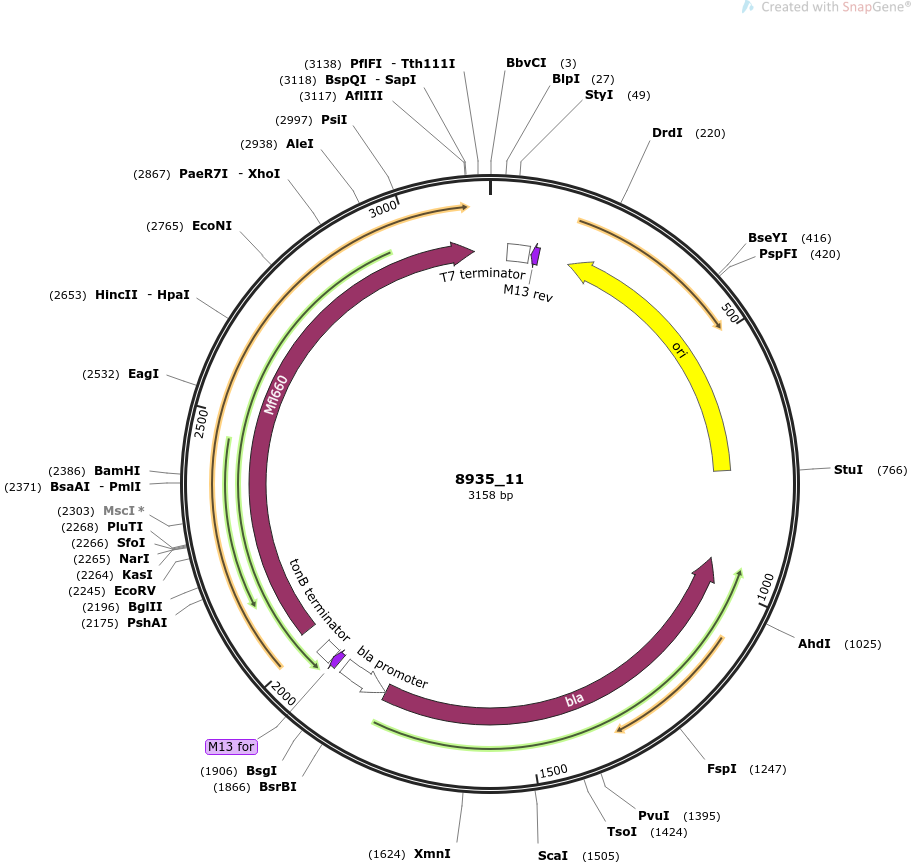 Created with SnapGene®
(3138) PflFI - Tth111I
(3118) BspQI - SapI
(3117) AflIII
(2997) PsiI
(2938) AleI
(2867) PaeR7I - XhoI
(2765) EcoNI
(2653) HincII - HpaI
(2532) EagI
(2386) BamHI
(2371) BsaAI - PmlI
(2303) MscI *
(2268) PluTI
(2266) SfoI
(2265) NarI
(2264) KasI
(2245) EcoRV
(2196) BglII
(2175) PshAI
BbvCI (3)
BlpI (27)
StyI (49)
DrdI (220)
BseYI (416)
PspFI (420)
StuI (766)
AhdI (1025)
FspI (1247)
PvuI (1395)
TsoI (1424)
ScaI (1505)
(1624) XmnI
(1866) BsrBI
(1906) BsgI
M13 for
3000
500
2500
1000
2000
1500
T7 terminator
M13 rev
ori
Mfl660
8935_11
3158 bp
tonB terminator
bla promoter
bla